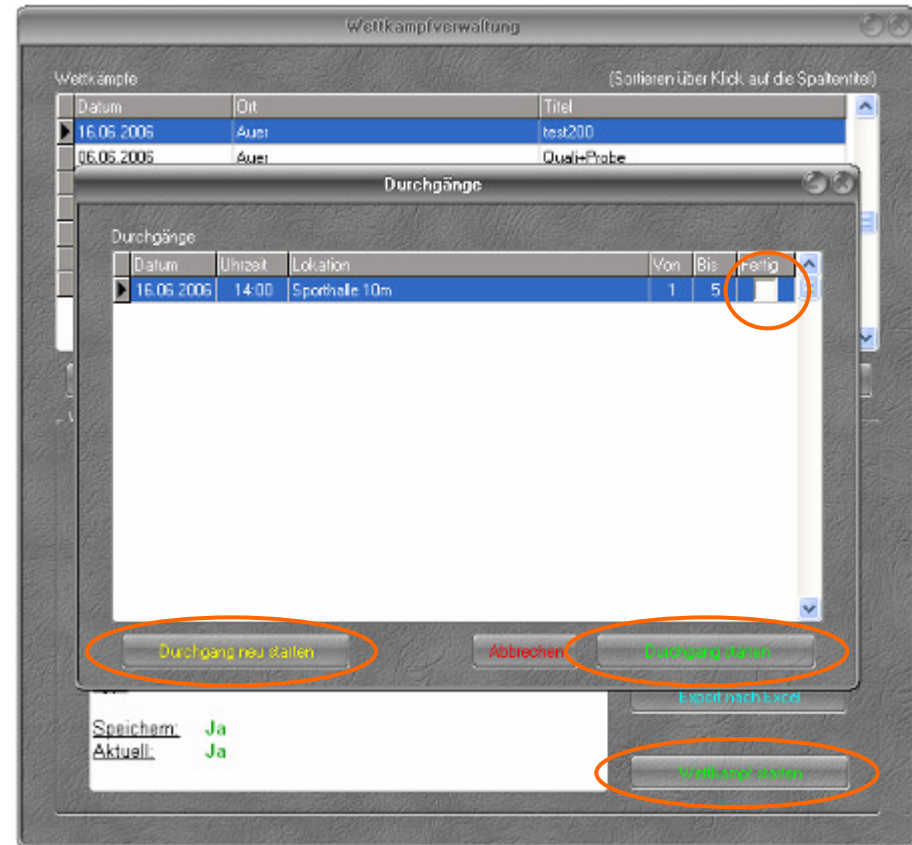 Wettkampfverwaltung
Wettkämpfe (Sortieren über Klick auf die Spaltentitel)
Datum Ort Titel
16.06.2006 Auer test200
06.06.2006 Auer Quali+Probe
Durchgänge
Durchgänge
Datum Uhrzeit Lokation Von Bis Fertig
16.06.2006 14:00 Sporthalle 10m 1 5
Durchgang neu starten Abbrechen Durchgang starten
Export nach Excel
Speichern: Ja
Aktuell: Ja
Wettkampf starten